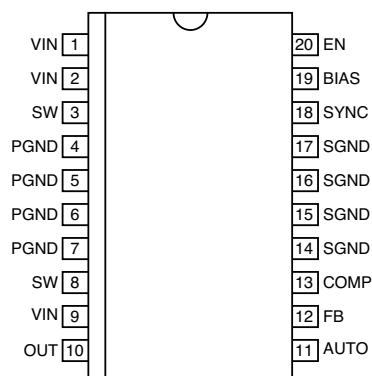 VIN 1 20 EN
VIN 2 19 BIAS
SW 3 18 SYNC
PGND 4 17 SGND
PGND 5 16 SGND
PGND 6 15 SGND
PGND 7 14 SGND
SW 8 13 COMP
VIN 9 12 FB
OUT 10 11 AUTO